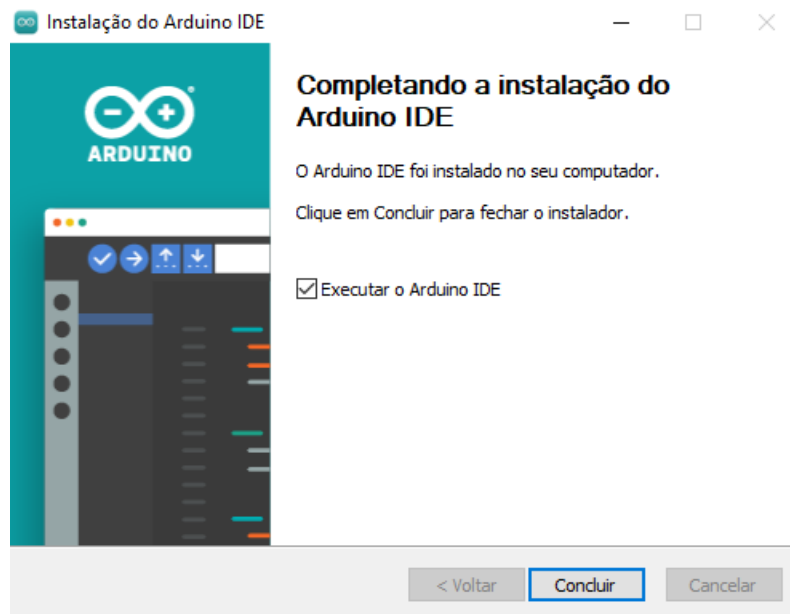 Instalação do Arduino IDE
ARDUINO
Completando a instalação do
Arduino IDE
O Arduino IDE foi instalado no seu computador.
Clique em Concluir para fechar o instalador.
Executar o Arduino IDE
< Voltar
Concluir
Cancelar